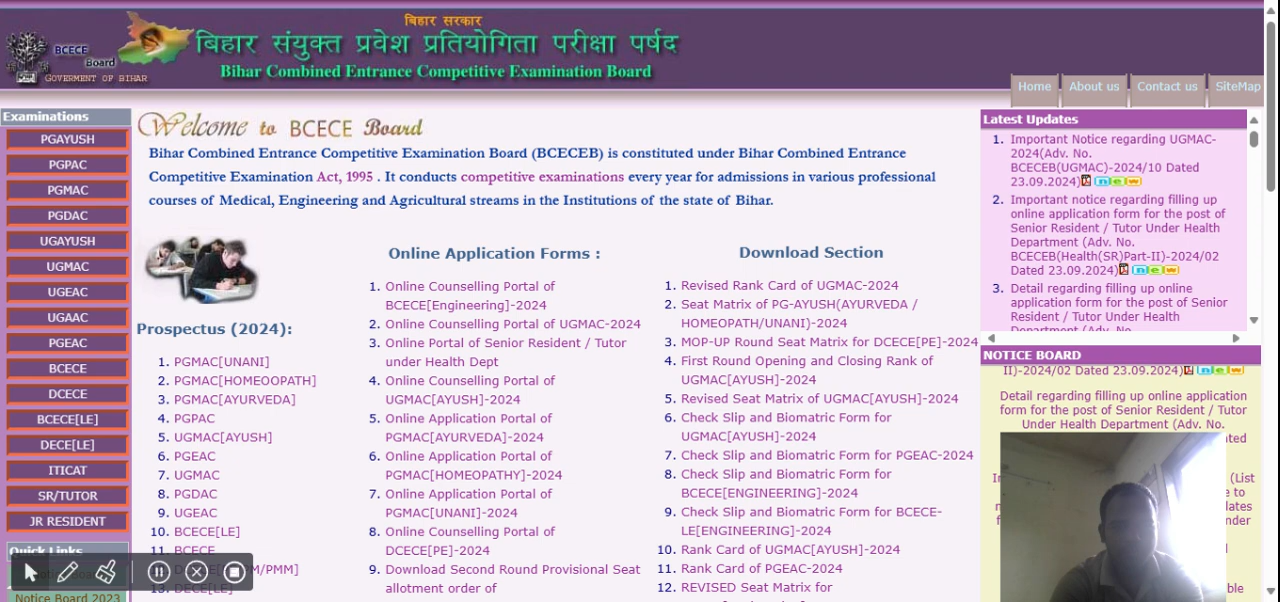 बिहार सरकार
बिहार संयुक्त प्रवेश प्रतियोगिता परीक्षा पर्षद
Bihar Combined Entrance Competitive Examination Board
BCECE
Board
GOVERMENT OF BIHAR
Home
About us
Contact us
SiteMap
Examinations
PGAYUSH
PGPAC
PGMAC
PGDAC
UGAYUSH
UGMAC
UGEAC
UGAAC
PGEAC
BCECE
DCECE
BCECE[LE]
DECE[LE]
ITICAT
SR/TUTOR
JR RESIDENT
Quick Links
Notice Board 2023
Welcome to BCECE Board
Bihar Combined Entrance Competitive Examination Board (BCECEB) is constituted under Bihar Combined Entrance
Competitive Examination Act, 1995 . It conducts competitive examinations every year for admissions in various professional
courses of Medical, Engineering and Agricultural streams in the Institutions of the state of Bihar.
Prospectus (2024):
1. PGMAC[UNANI]
2. PGMAC[HOMEOOPATH]
3. PGMAC[AYURVEDA]
4. PGPAC
5. UGMAC[AYUSH]
6. PGEAC
7. UGMAC
8. PGDAC
9. UGEAC
10. BCECE[LE]
11. BCECE
PM/PMM]
13. DECE[LE]
Online Application Forms :
1. Online Counselling Portal of
BCECE[Engineering]-2024
2. Online Counselling Portal of UGMAC-2024
3. Online Portal of Senior Resident / Tutor
under Health Dept
4. Online Counselling Portal of
UGMAC[AYUSH]-2024
5. Online Application Portal of
PGMAC[AYURVEDA]-2024
6. Online Application Portal of
PGMAC[HOMEOPATHY]-2024
7. Online Application Portal of
PGMAC[UNANI]-2024
8. Online Counselling Portal of
DCECE[PE]-2024
9. Download Second Round Provisional Seat
allotment order of
Download Section
1. Revised Rank Card of UGMAC-2024
2. Seat Matrix of PG-AYUSH(AYURVEDA /
HOMEOPATH/UNANI)-2024
3. MOP-UP Round Seat Matrix for DCECE[PE]-2024
4. First Round Opening and Closing Rank of
UGMAC[AYUSH]-2024
5. Revised Seat Matrix of UGMAC[AYUSH]-2024
6. Check Slip and Biomatric Form for
UGMAC[AYUSH]-2024
7. Check Slip and Biomatric Form for PGEAC-2024
8. Check Slip and Biomatric Form for
BCECE[ENGINEERING]-2024
9. Check Slip and Biomatric Form for BCECE-
LE[ENGINEERING]-2024
10. Rank Card of UGMAC[AYUSH]-2024
11. Rank Card of PGEAC-2024
12. REVISED Seat Matrix for
Latest Updates
1. Important Notice regarding UGMAC-
2024(Adv. No.
BCECEB(UGMAC)-2024/10 Dated
23.09.2024) new
2. Important notice regarding filling up
online application form for the post of
Senior Resident / Tutor Under Health
Department (Adv. No.
BCECEB(Health(SR)Part-II)-2024/02
Dated 23.09.2024) new
3. Detail regarding filling up online
application form for the post of Senior
Resident / Tutor Under Health
Department (Adv. No.
NOTICE BOARD
II)-2024/02 Dated 23.09.2024) new
Detail regarding filling up online application
form for the post of Senior Resident / Tutor
Under Health Department (Adv. No.
(List